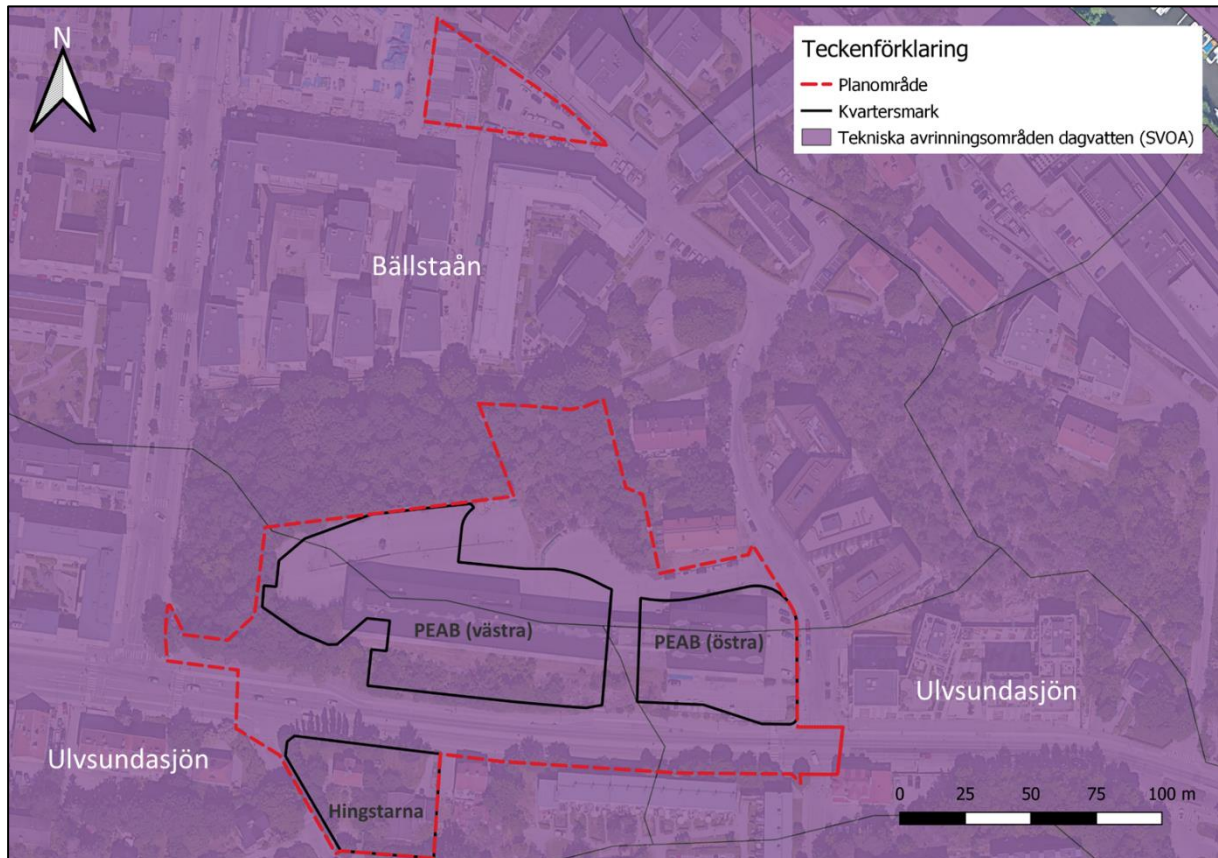 N
Teckenförklaring
Planområde
Kvartersmark
Tekniska avrinningsområden dagvatten (SVOA)
Bällstaån
PEAB (västra)
PEAB (östra)
Ulvsundasjön
Ulvsundasjön
Hingstarna
0 25 50 75 100 m